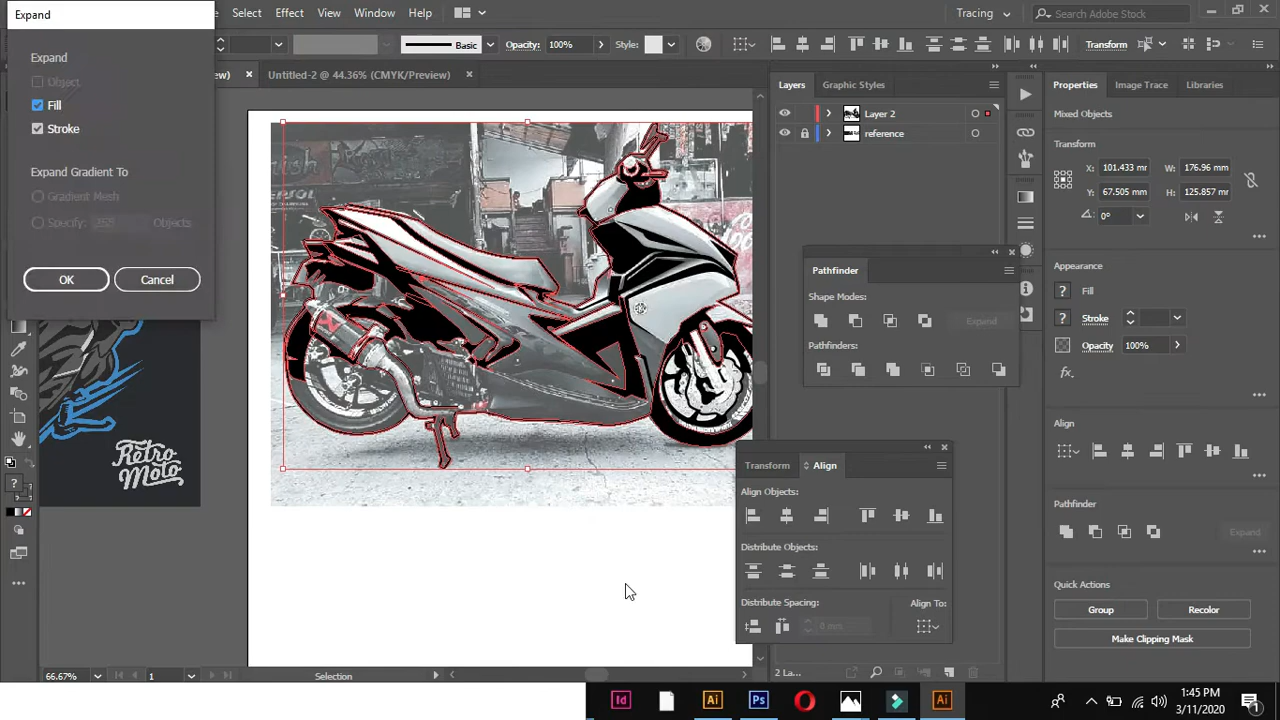 Expand
Select Effect View Window Help
Tracing
Search Adobe Stock
Basic
Opacity: 100%
Style:
Transform
Expand
Object
Fill
Stroke
Expand Gradient To
Gradient Mesh
Specify: 255 Objects
OK
Cancel
Untitled-2 @ 44.36% (CMYK/Preview)
Layers
Graphic Styles
Layer 2
reference
Properties
Image Trace
Libraries
Mixed Objects
Transform
X: 101.433 mm
W: 176.96 mm
Y: 67.505 mm
H: 125.857 mm
0°
Appearance
? Fill
? Stroke
Opacity 100%
fx.
Align
Pathfinder
Expand
Quick Actions
Group
Recolor
Make Clipping Mask
Pathfinder
Shape Modes:
Expand
Pathfinders:
Transform
Align
Align Objects:
Distribute Objects:
Distribute Spacing:
Align To:
0 mm
Retro
Moto
66.67%
1
Selection
2 La...
Id
Ai
Ps
Ai
1:45 PM
3/11/2020
1